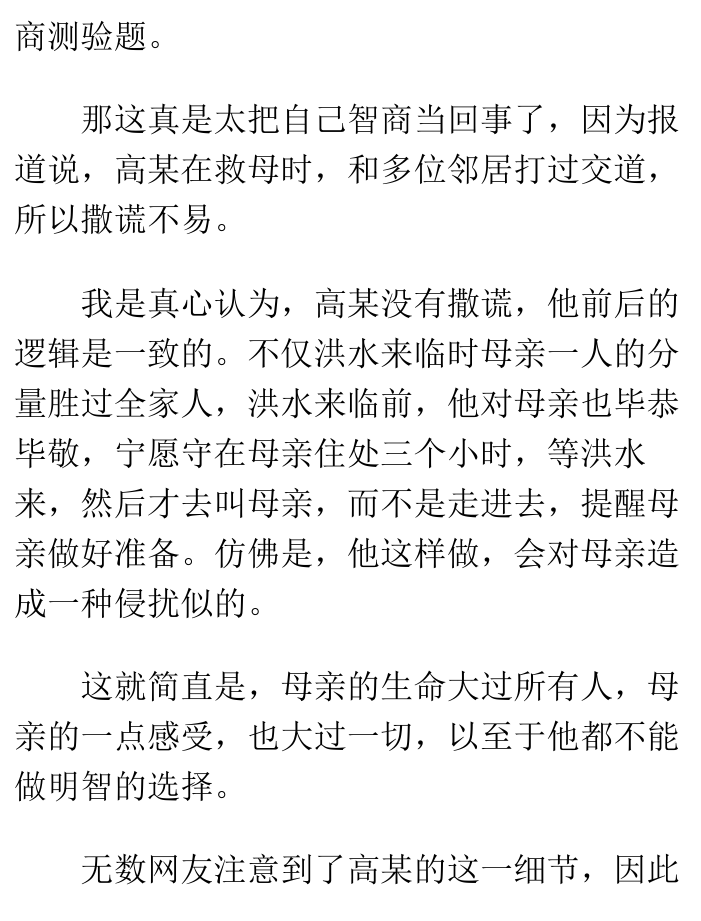 商测验题。
那这真是太把自己智商当回事了，因为报
道说，高某在救母时，和多位邻居打过交道，
所以撒谎不易。
我是真心认为，高某没有撒谎，他前后的
逻辑是一致的。不仅洪水来临时母亲一人的分
量胜过全家人，洪水来临前，他对母亲也毕恭
毕敬，宁愿守在母亲住处三个小时，等洪水
来，然后才去叫母亲，而不是走进去，提醒母
亲做好准备。仿佛是，他这样做，会对母亲造
成一种侵扰似的。
这就简直是，母亲的生命大过所有人，母
亲的一点感受，也大过一切，以至于他都不能
做明智的选择。
无数网友注意到了高某的这一细节，因此